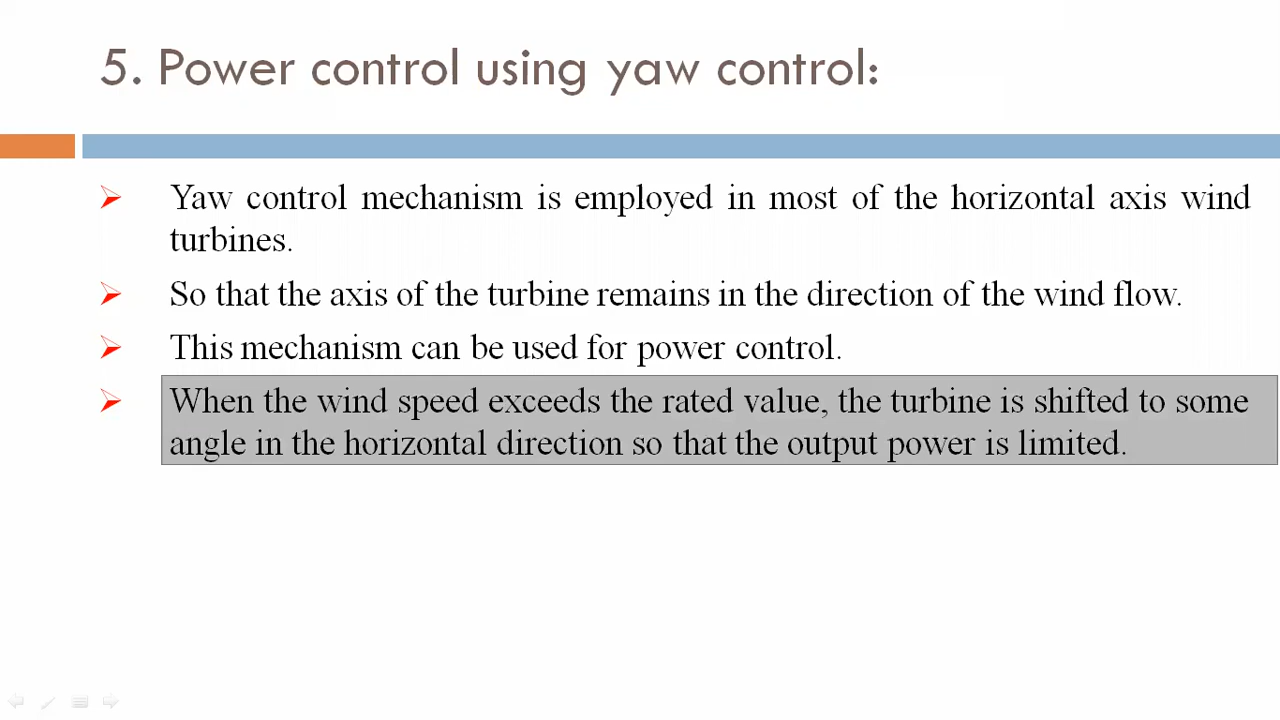 5. Power control using yaw control:
Yaw control mechanism is employed in most of the horizontal axis wind
turbines.
So that the axis of the turbine remains in the direction of the wind flow.
This mechanism can be used for power control.
When the wind speed exceeds the rated value, the turbine is shifted to some
angle in the horizontal direction so that the output power is limited.